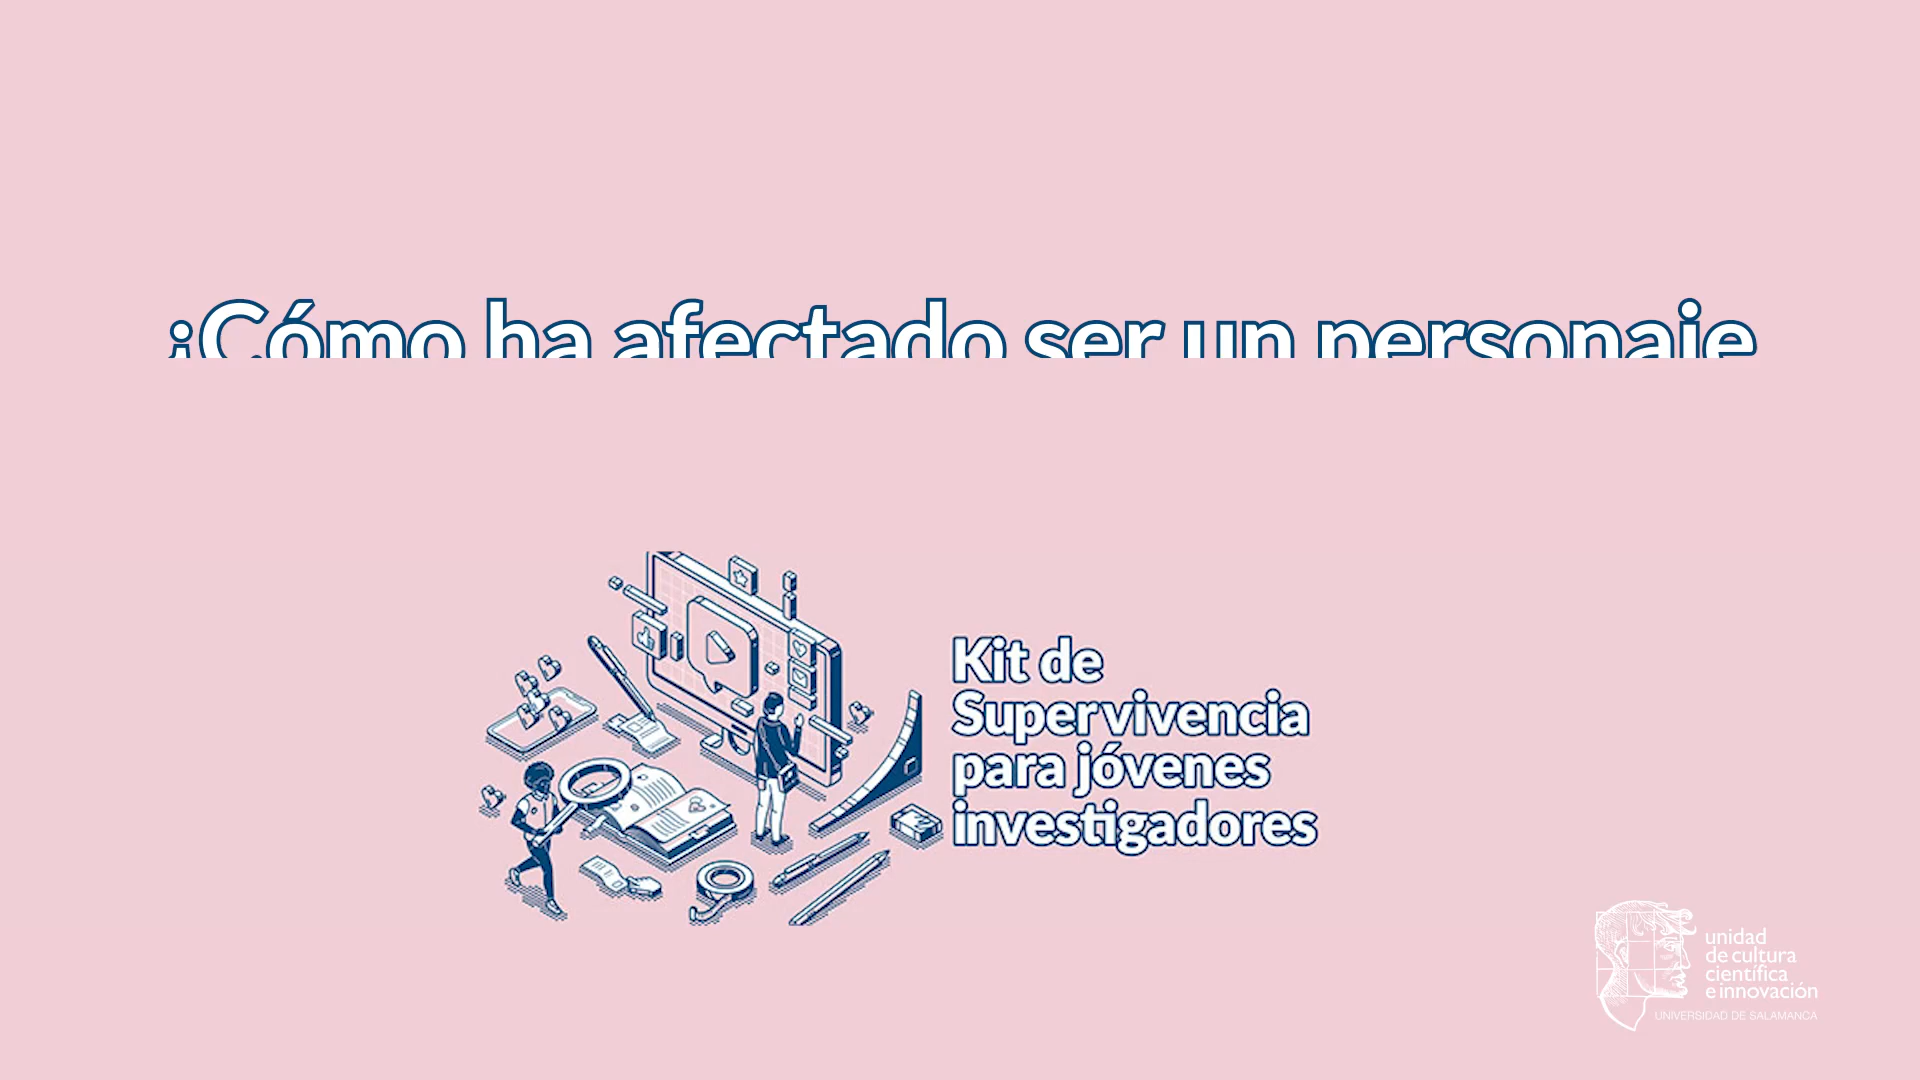 ¿Cómo ha afectado ser un personaje
Kit de
Supervivencia
para jóvenes
investigadores
unidad
de cultura
científica
e innovación
UNIVERSIDAD DE SALAMANCA